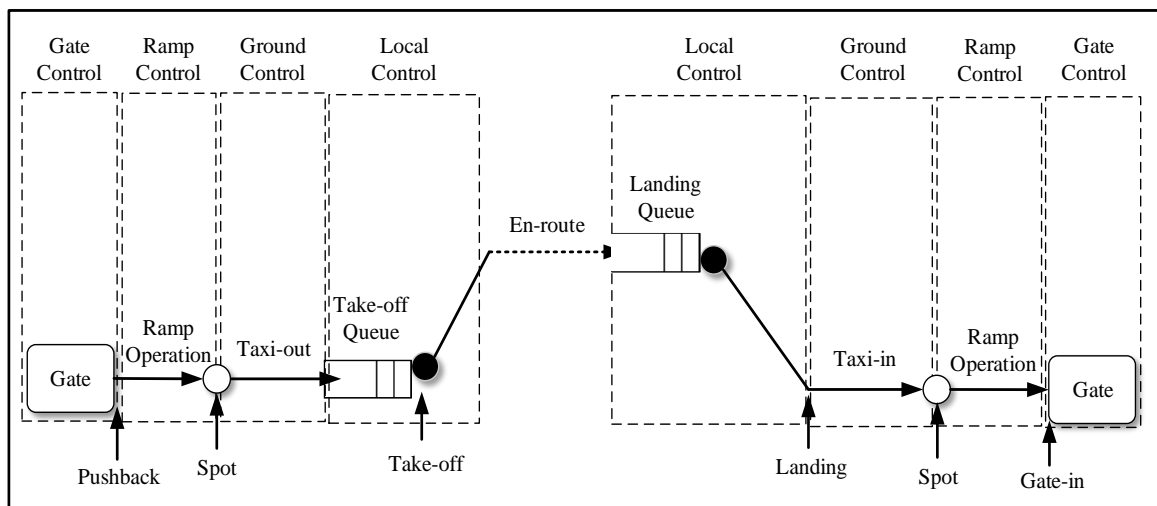 Gate Control
Ramp Control
Ground Control
Local Control
Local Control
Ground Control
Ramp Control
Gate Control
Landing Queue
En-route
Take-off Queue
Ramp Operation
Taxi-out
Gate
Taxi-in
Ramp Operation
Gate
Pushback
Spot
Take-off
Landing
Spot
Gate-in